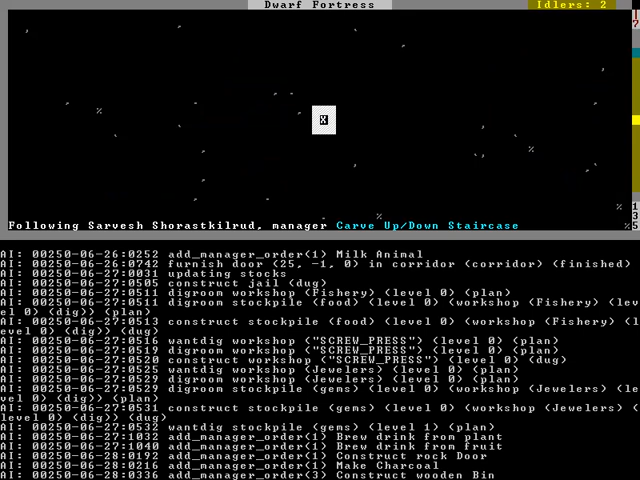 Dwarf Fortress
Idlers: 2
Following Sarvesh Shorastkilrud, manager Carve Up/Down Staircase
AI: 00250-06-26:0252 add_manager_order(1) Milk Animal
AI: 00250-06-26:0742 furnish door (25, -1, 0) in corridor (corridor) (finished)
AI: 00250-06-27:0031 updating stocks
AI: 00250-06-27:0505 construct jail (dug)
AI: 00250-06-27:0511 digroom workshop (Fishery) (level 0) (plan)
AI: 00250-06-27:0511 digroom stockpile (food) (level 0) (workshop (Fishery) (lev
el 0) (dig)) (plan)
AI: 00250-06-27:0513 construct stockpile (food) (level 0) (workshop (Fishery) (l
evel 0) (dig)) (dug)
AI: 00250-06-27:0516 wantdig workshop ("SCREW_PRESS") (level 0) (plan)
AI: 00250-06-27:0519 digroom workshop ("SCREW_PRESS") (level 0) (plan)
AI: 00250-06-27:0520 construct workshop ("SCREW_PRESS") (level 0) (dug)
AI: 00250-06-27:0525 wantdig workshop (Jewelers) (level 0) (plan)
AI: 00250-06-27:0529 digroom workshop (Jewelers) (level 0) (plan)
AI: 00250-06-27:0529 digroom stockpile (gems) (level 0) (workshop (Jewelers) (le
vel 0) (dig)) (plan)
AI: 00250-06-27:0531 construct stockpile (gems) (level 0) (workshop (Jewelers) (
level 0) (dig)) (dug)
AI: 00250-06-27:0532 wantdig stockpile (gems) (level 1) (plan)
AI: 00250-06-27:1032 add_manager_order(1) Brew drink from plant
AI: 00250-06-27:1040 add_manager_order(1) Brew drink from fruit
AI: 00250-06-28:0192 add_manager_order(1) Construct rock Door
AI: 00250-06-28:0216 add_manager_order(1) Make Charcoal
AI: 00250-06-28:0336 add_manager_order(3) Construct wooden Bin